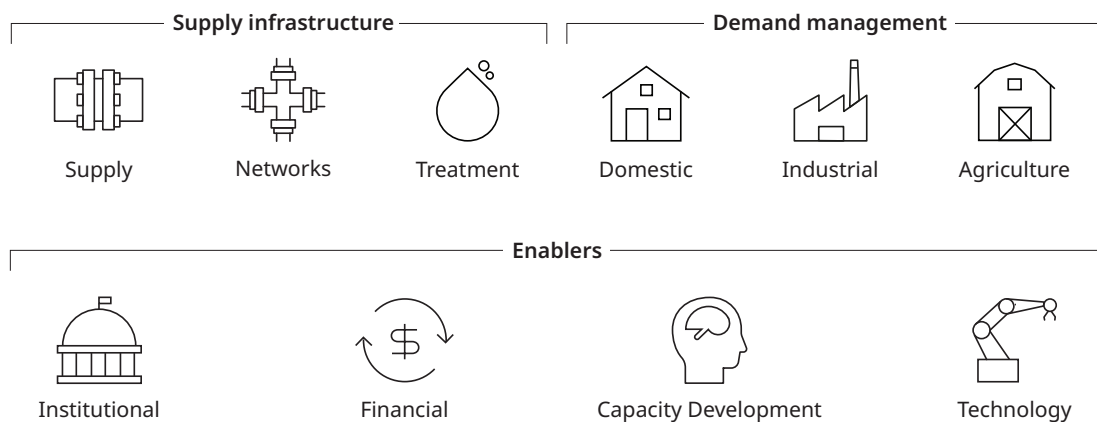 Supply infrastructure
Demand management
Supply
Networks
Treatment
Domestic
Industrial
Agriculture
Enablers
$
Institutional
Financial
Capacity Development
Technology